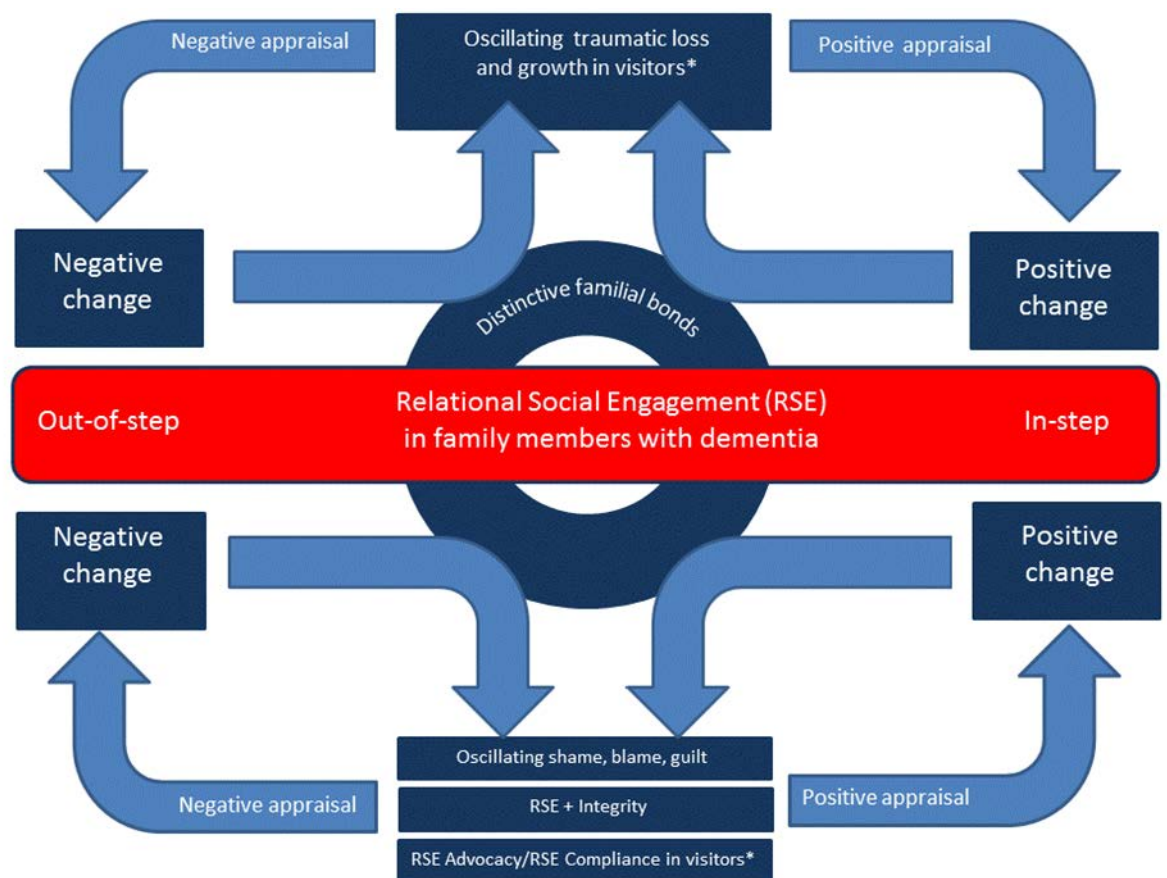 Negative appraisal
Oscillating traumatic loss
and growth in visitors*
Positive appraisal
Negative
change
Positive
change
Distinctive familial bonds
Out-of-step
Relational Social Engagement (RSE)
in family members with dementia
In-step
Negative
change
Positive
change
Oscillating shame, blame, guilt
Negative appraisal
RSE + Integrity
Positive appraisal
RSE Advocacy/RSE Compliance in visitors*